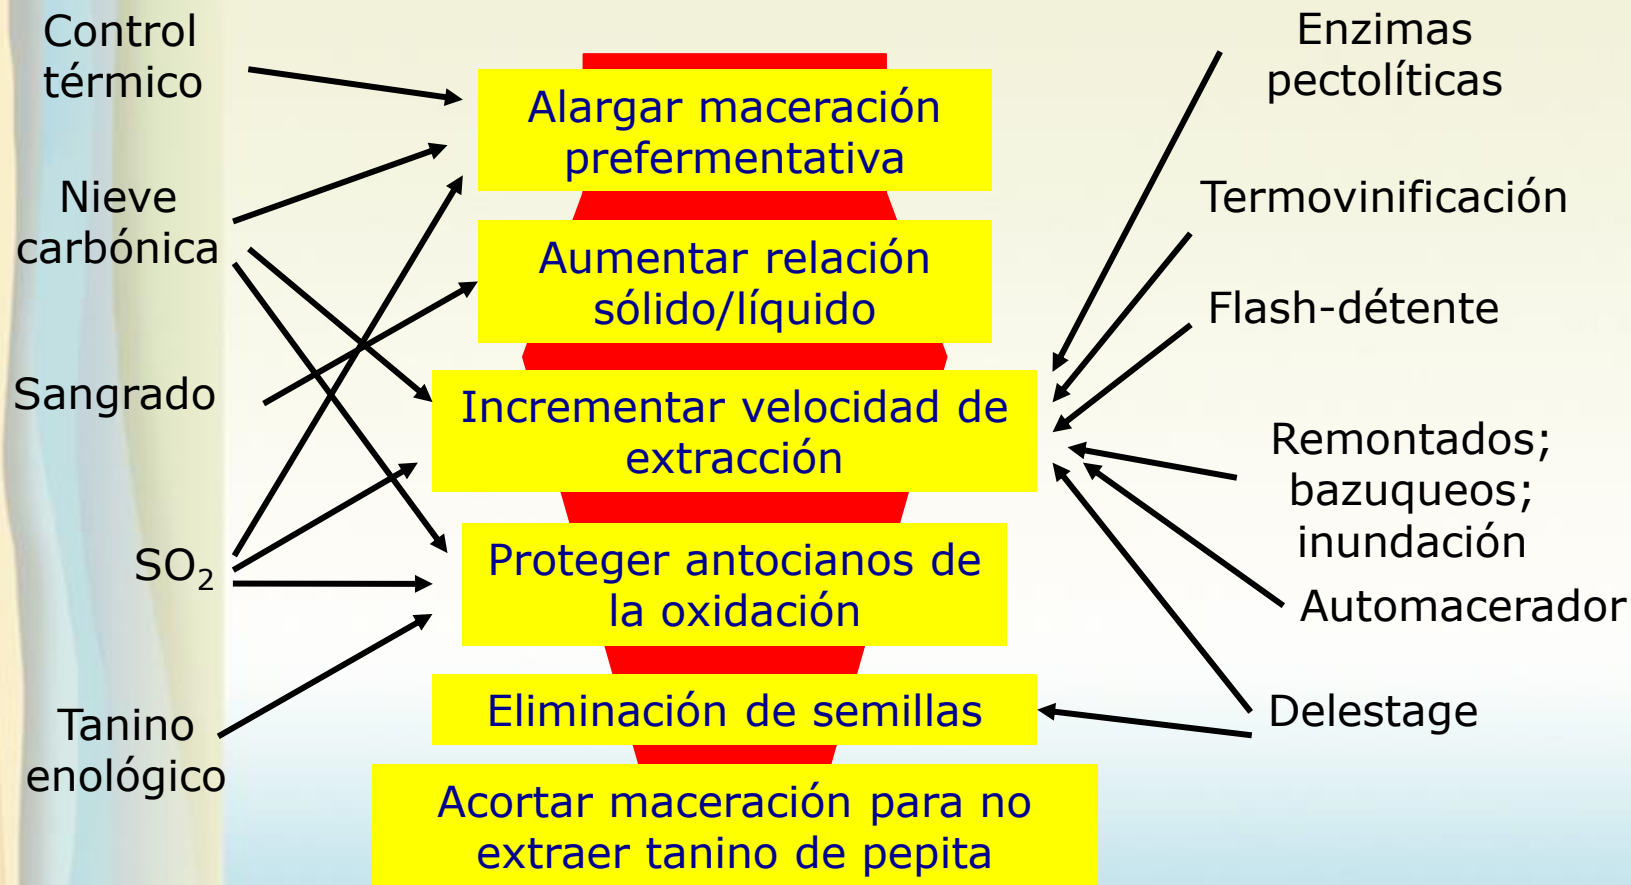 Control
térmico
Nieve
carbónica
Sangrado
SO₂
Tanino
enológico
Alargar maceración
prefermentativa
Aumentar relación
sólido/líquido
Incrementar velocidad de
extracción
Proteger antocianos de
la oxidación
Eliminación de semillas
Acortar maceración para no
extraer tanino de pepita
Enzimas
pectolíticas
Termovinificación
Flash-détente
Remontados;
bazuqueos;
inundación
Automacerador
Delestage